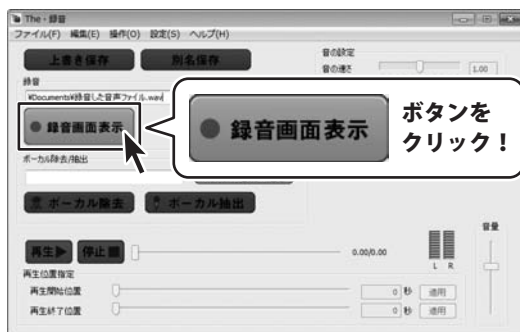 The・録音
ファイル(F) 編集(E) 操作(O) 設定(S) ヘルプ(H)
上書き保存 別名保存
音の設定
音の速さ 1.00
録音
¥Documents¥録音した音声ファイル.wav
録音画面表示
録音画面表示
ボタンを
クリック！
ボーカル除去/抽出
ボーカル除去 ボーカル抽出
音量
再生▶ 停止■ 0.00/0.00
L R
再生位置指定
再生開始位置 0 秒 適用
再生終了位置 0 秒 適用